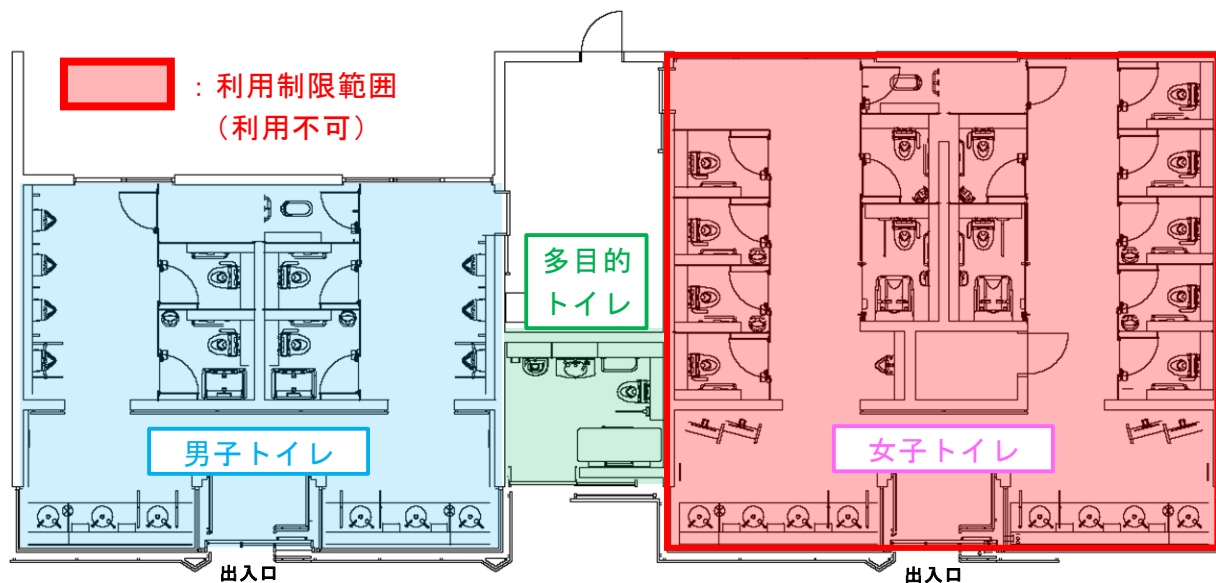 ：利用制限範囲
（利用不可）
多目的
トイレ
男子トイレ
女子トイレ
出入口
出入口